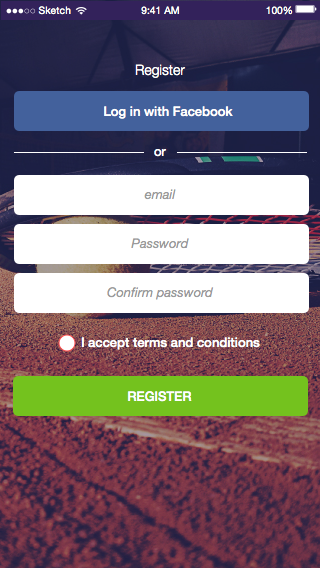 Sketch 9:41 AM 100%
Register
Log in with Facebook
or
email
Password
Confirm password
I accept terms and conditions
REGISTER